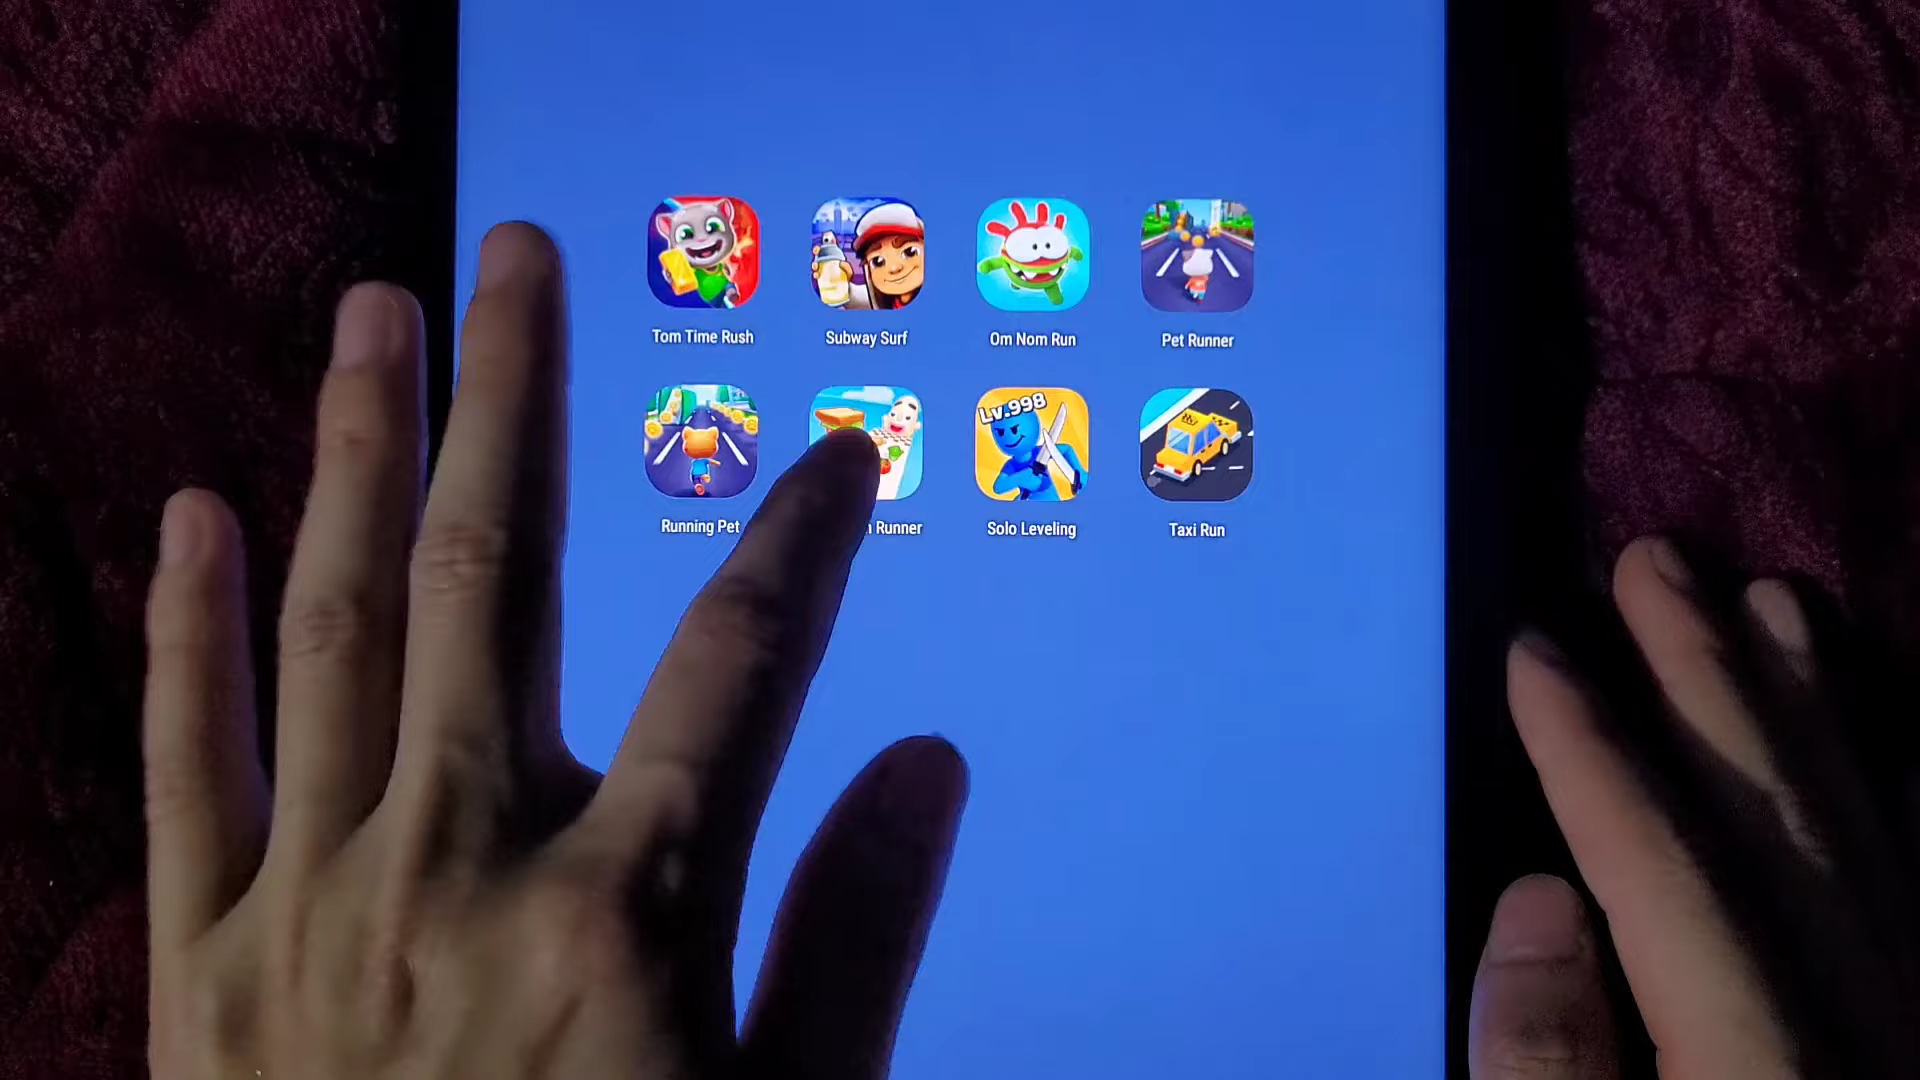 Tom Time Rush
Subway Surf
Om Nom Run
Pet Runner
Lv.998
Running Pet
Runner
Solo Leveling
Taxi Run